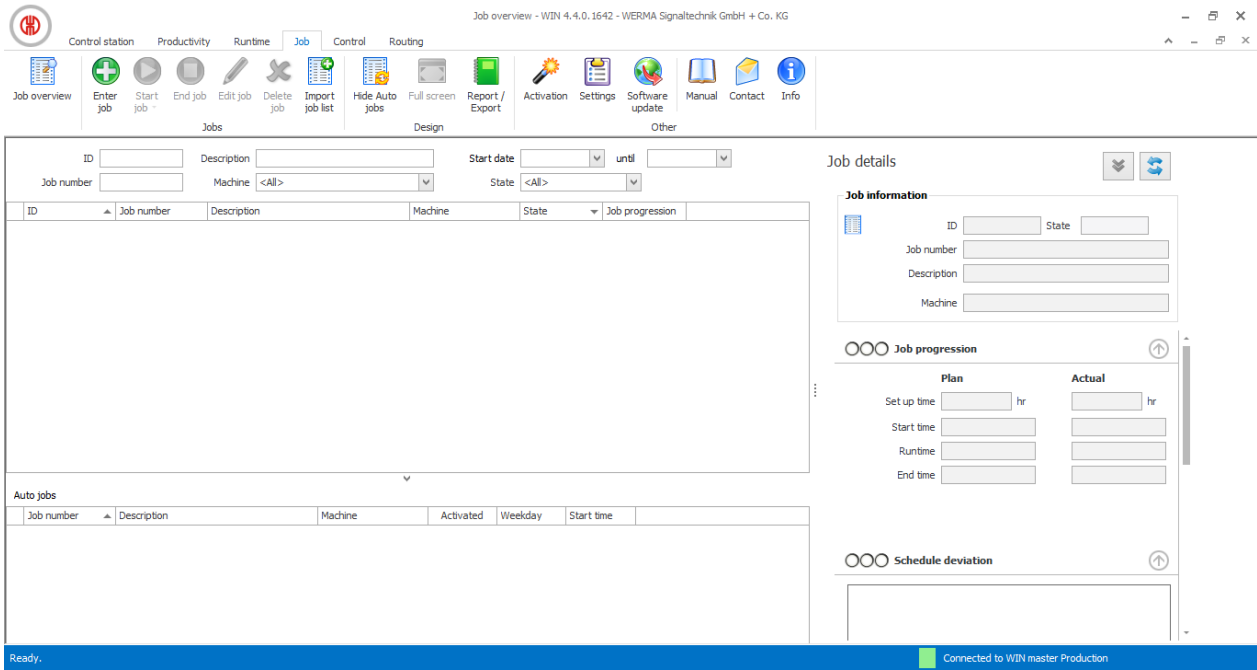 Job overview - WIN 4.4.0.1642 - WERMA Signaltechnik GmbH + Co. KG
Control station Productivity Runtime Job Control Routing
Job overview Enter job Start job End job Edit job Delete job Import job list Hide Auto jobs Full screen Report / Export Activation Settings Software update Manual Contact Info
Jobs Design Other
ID Description Start date until
Job number Machine <All> State <All>
ID Job number Description Machine State Job progression
Auto jobs
Job number Description Machine Activated Weekday Start time
Job details
Job information
ID State
Job number
Description
Machine
Job progression
Plan Actual
Set up time hr hr
Start time
Runtime
End time
Schedule deviation
Ready. Connected to WIN master Production